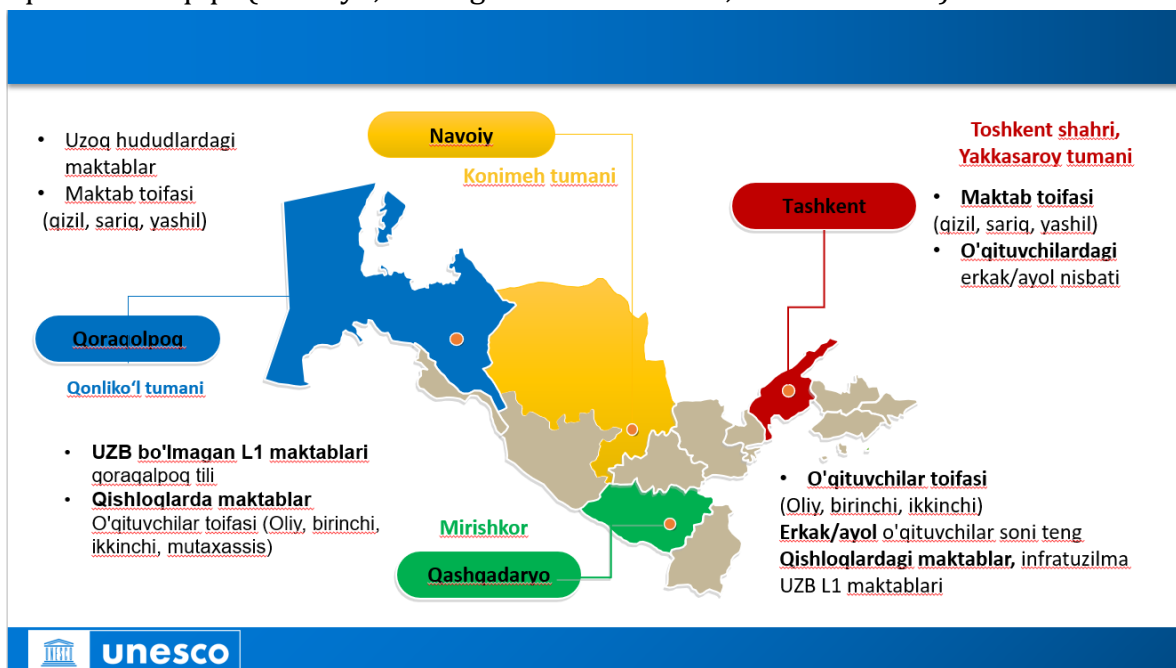 • Uzoq hududlardagi
maktablar
• Maktab toifasi
(qizil, sariq, yashil)
Navoiy
Konimeh tumani
Toshkent shahri,
Yakkasaroy tumani
Tashkent
• Maktab toifasi
(qizil, sariq, yashil)
• O'qituvchilardagi
erkak/ayol nisbati
Qoraqolpoq
Qonliko‘l tumani
• UZB bo'lmagan L1 maktablari
qoraqalpoq tili
• Qishloqlarda maktablar
O'qituvchilar toifasi (Oliy, birinchi,
ikkinchi, mutaxassis)
Mirishkor
Qashqadaryo
• O'qituvchilar toifasi
(Oliy, birinchi, ikkinchi)
Erkak/ayol o'qituvchilar soni teng
Qishloqlardagi maktablar, infratuzilma
UZB L1 maktablari
unesco